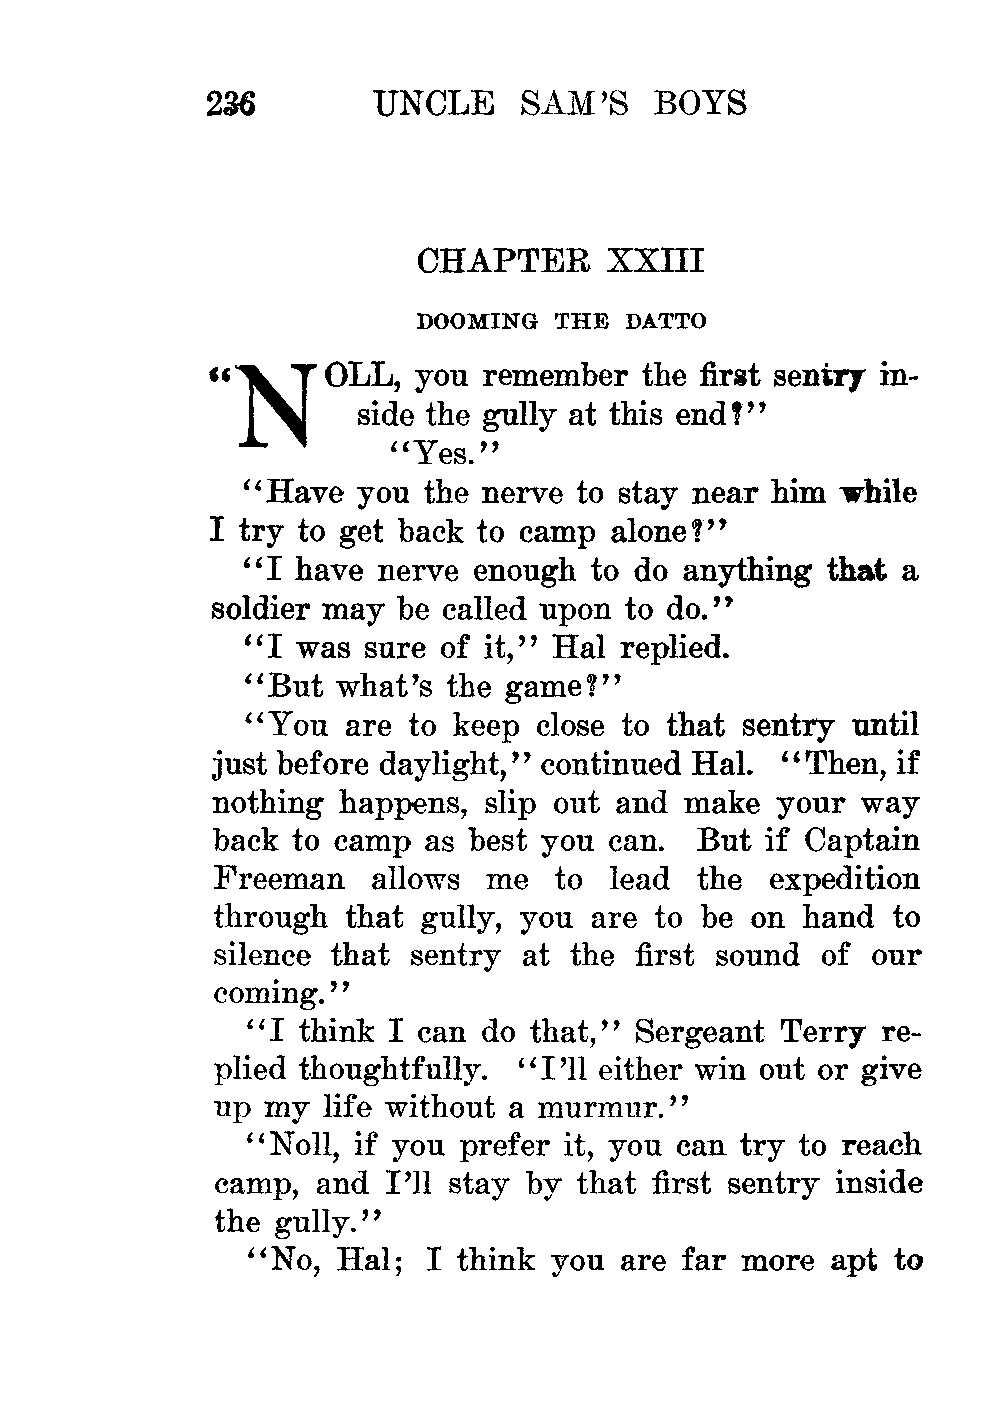 236 UNCLE SAM'S BOYS
CHAPTER XXIII
DOOMING THE DATTO
“NOLL, you remember the first sentry in-
side the gully at this end?”
“Yes.”
“Have you the nerve to stay near him while
I try to get back to camp alone?”
“I have nerve enough to do anything that a
soldier may be called upon to do.”
“I was sure of it,” Hal replied.
“But what’s the game?”
“You are to keep close to that sentry until
just before daylight,” continued Hal. “Then, if
nothing happens, slip out and make your way
back to camp as best you can. But if Captain
Freeman allows me to lead the expedition
through that gully, you are to be on hand to
silence that sentry at the first sound of our
coming.”
“I think I can do that,” Sergeant Terry re-
plied thoughtfully. “I’ll either win out or give
up my life without a murmur.”
“Noll, if you prefer it, you can try to reach
camp, and I’ll stay by that first sentry inside
the gully.”
“No, Hal; I think you are far more apt to